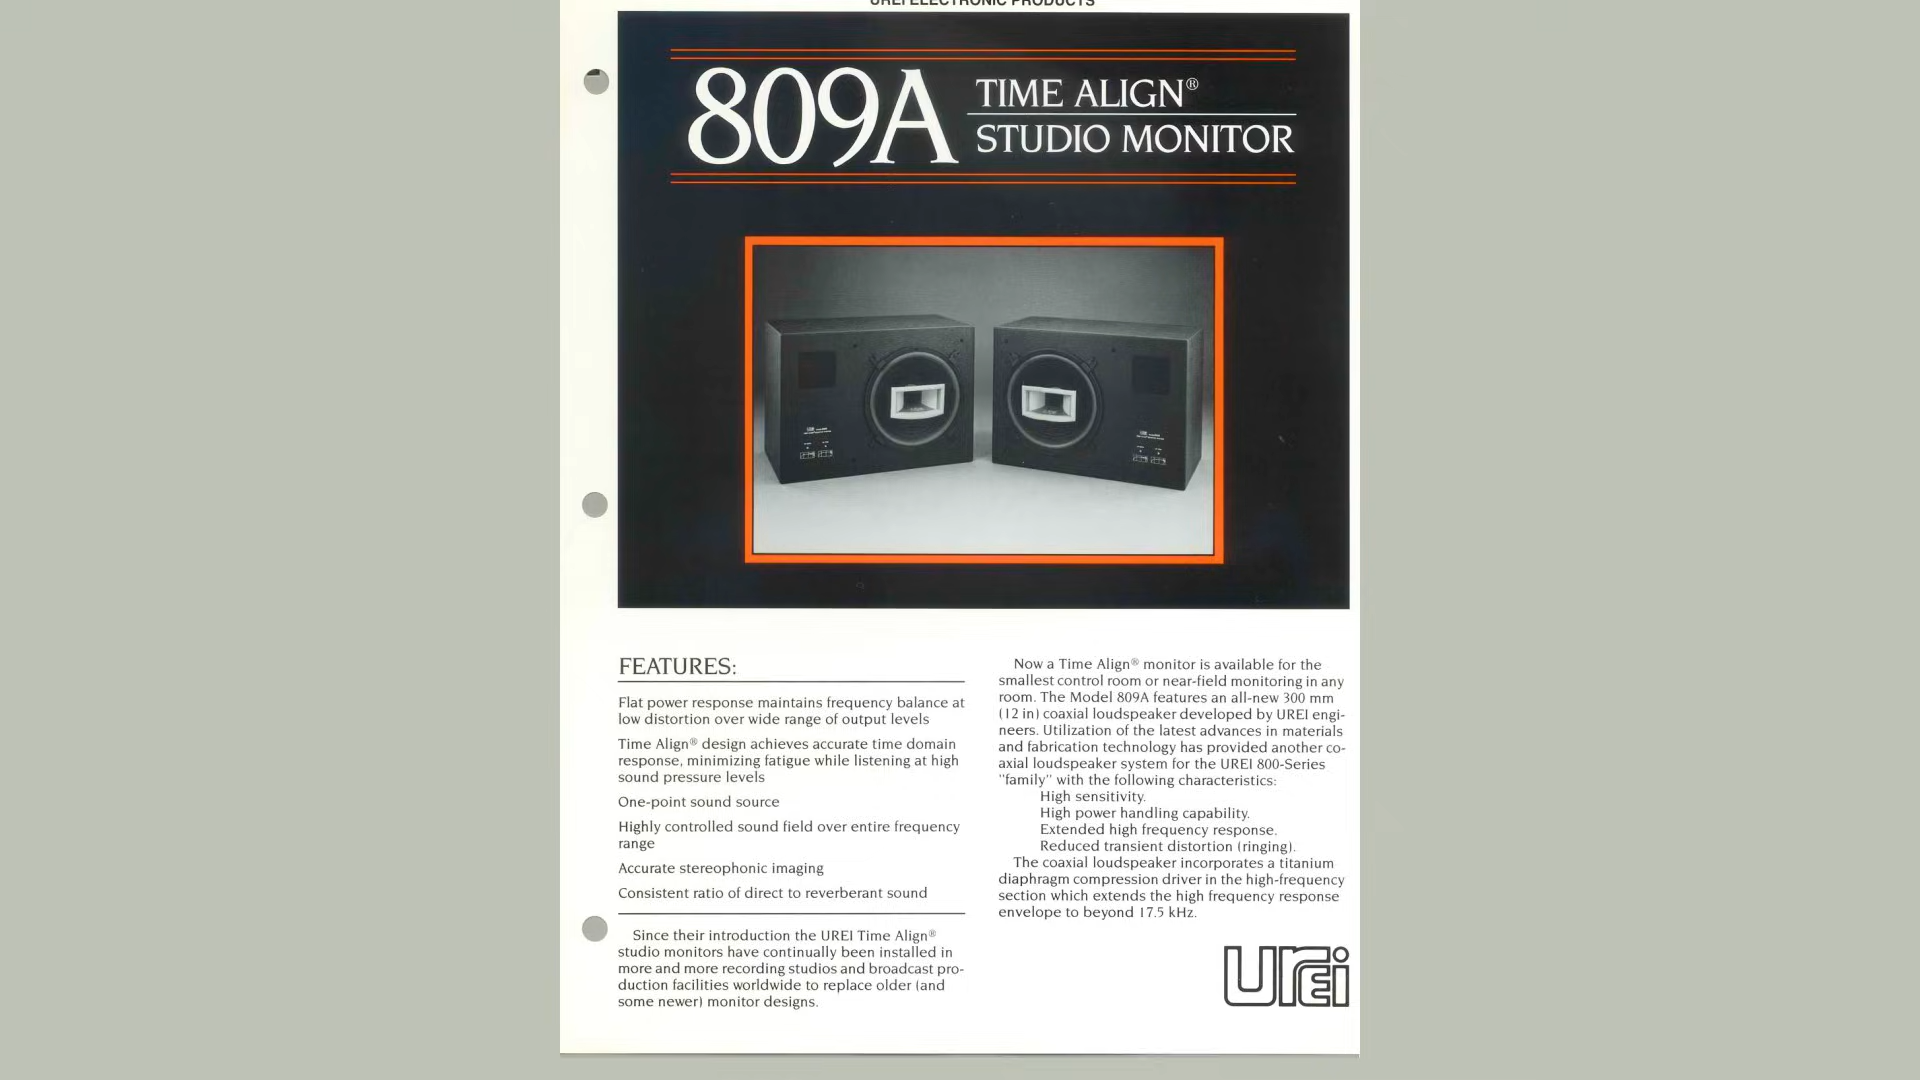 UREI ELECTRONIC PRODUCTS
809A
TIME ALIGN®
STUDIO MONITOR
FEATURES:
Flat power response maintains frequency balance at
low distortion over wide range of output levels
Time Align® design achieves accurate time domain
response, minimizing fatigue while listening at high
sound pressure levels
One-point sound source
Highly controlled sound field over entire frequency
range
Accurate stereophonic imaging
Consistent ratio of direct to reverberant sound
Since their introduction the UREI Time Align®
studio monitors have continually been installed in
more and more recording studios and broadcast pro-
duction facilities worldwide to replace older (and
some newer) monitor designs.
Now a Time Align® monitor is available for the
smallest control room or near-field monitoring in any
room. The Model 809A features an all-new 300 mm
(12 in) coaxial loudspeaker developed by UREI engi-
neers. Utilization of the latest advances in materials
and fabrication technology has provided another co-
axial loudspeaker system for the UREI 800-Series
"family" with the following characteristics:
High sensitivity.
High power handling capability.
Extended high frequency response.
Reduced transient distortion (ringing).
The coaxial loudspeaker incorporates a titanium
diaphragm compression driver in the high-frequency
section which extends the high frequency response
envelope to beyond 17.5 kHz.
urei